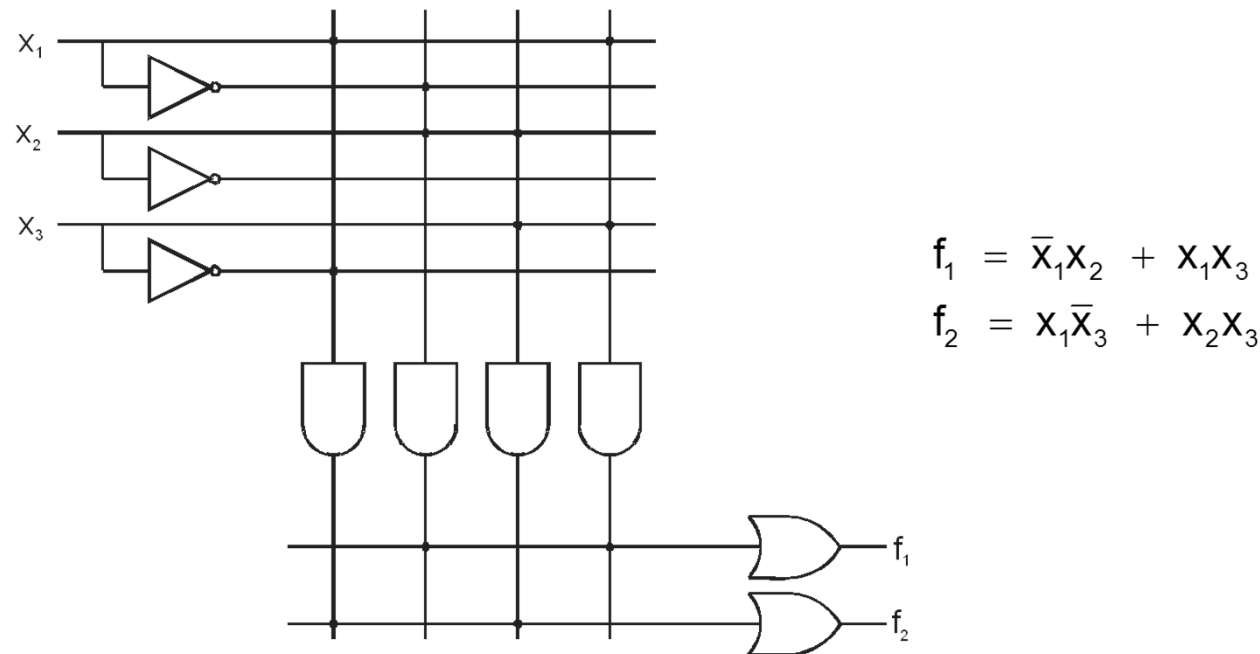 X₁
X₂
X₃
f₁ = x̅₁x₂ + x₁x₃
f₂ = x₁x̅₃ + x₂x₃
f₁
f₂